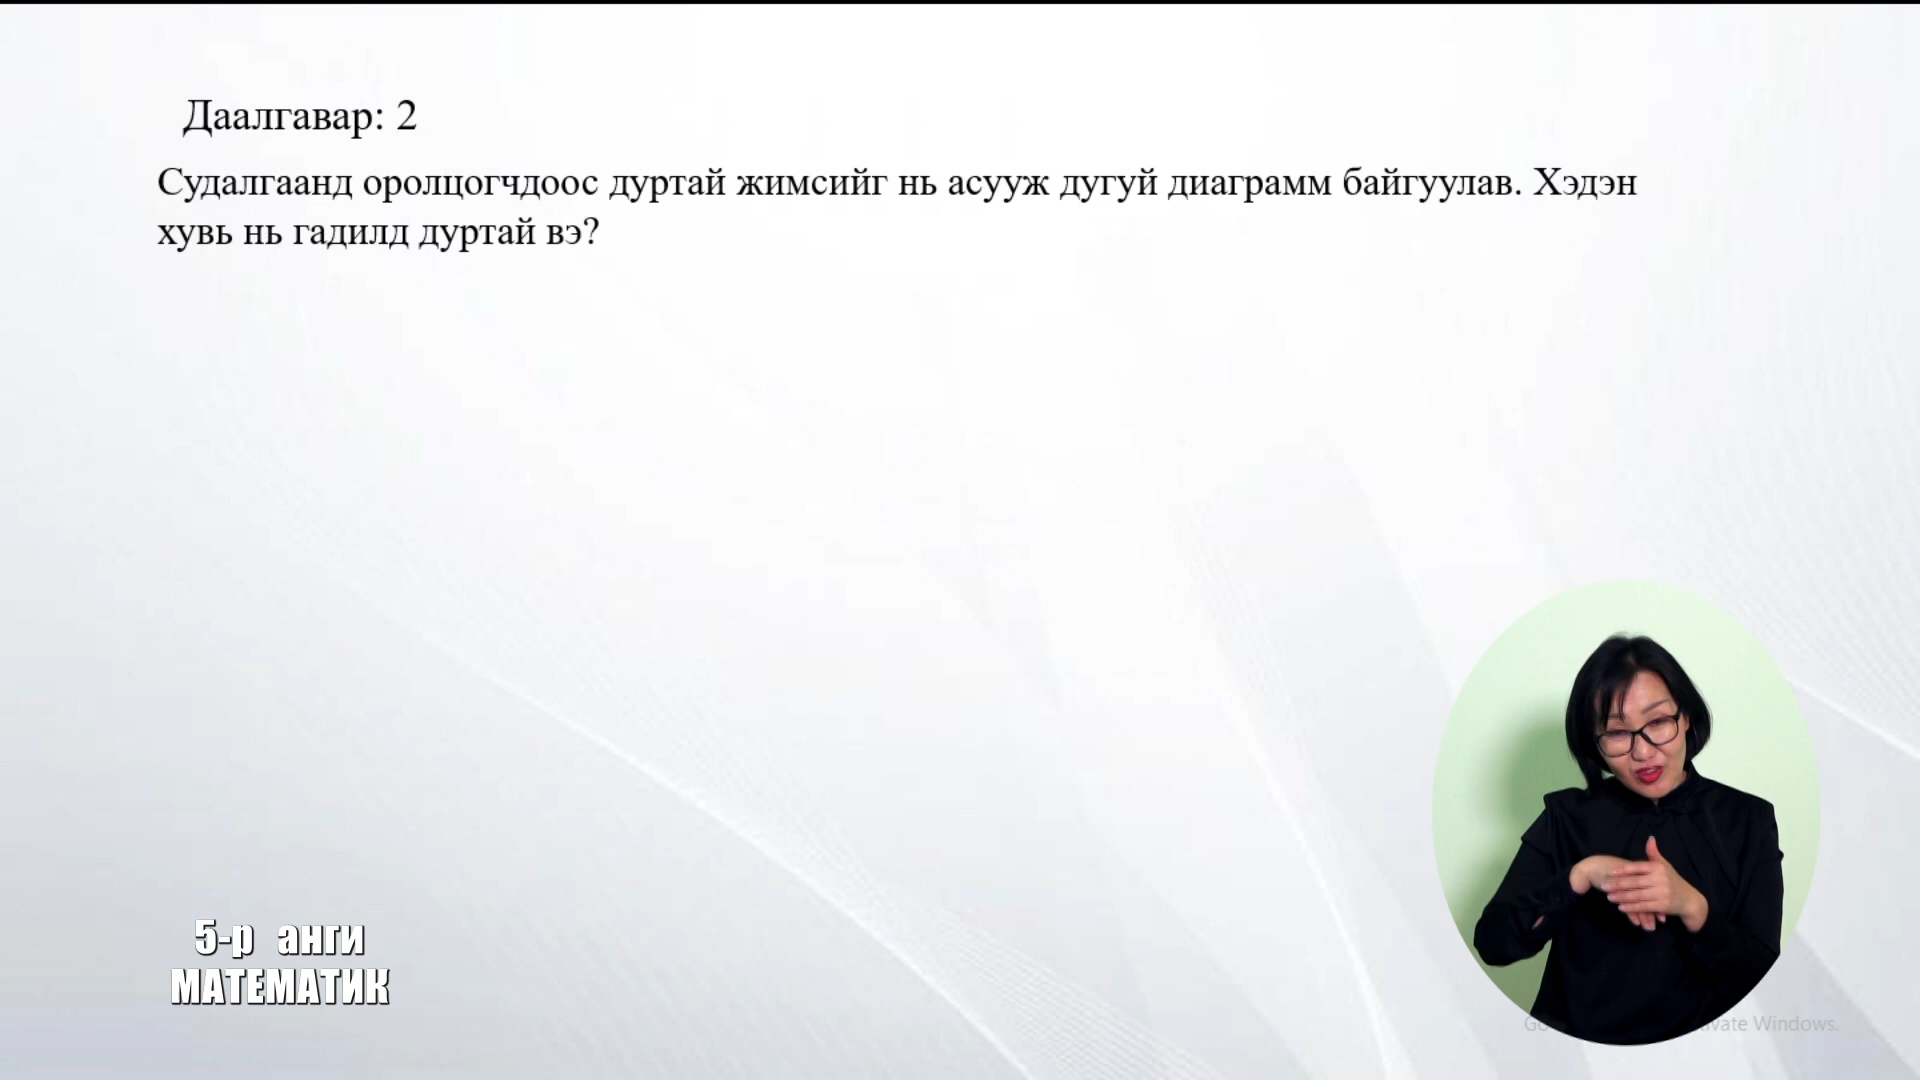 Даалгавар: 2
Судалгаанд оролцогчдоос дуртай жимсийг нь асууж дугуй диаграмм байгуулав. Хэдэн
хувь нь гадилд дуртай вэ?
5-р анги
МАТЕМАТИК
Windows.